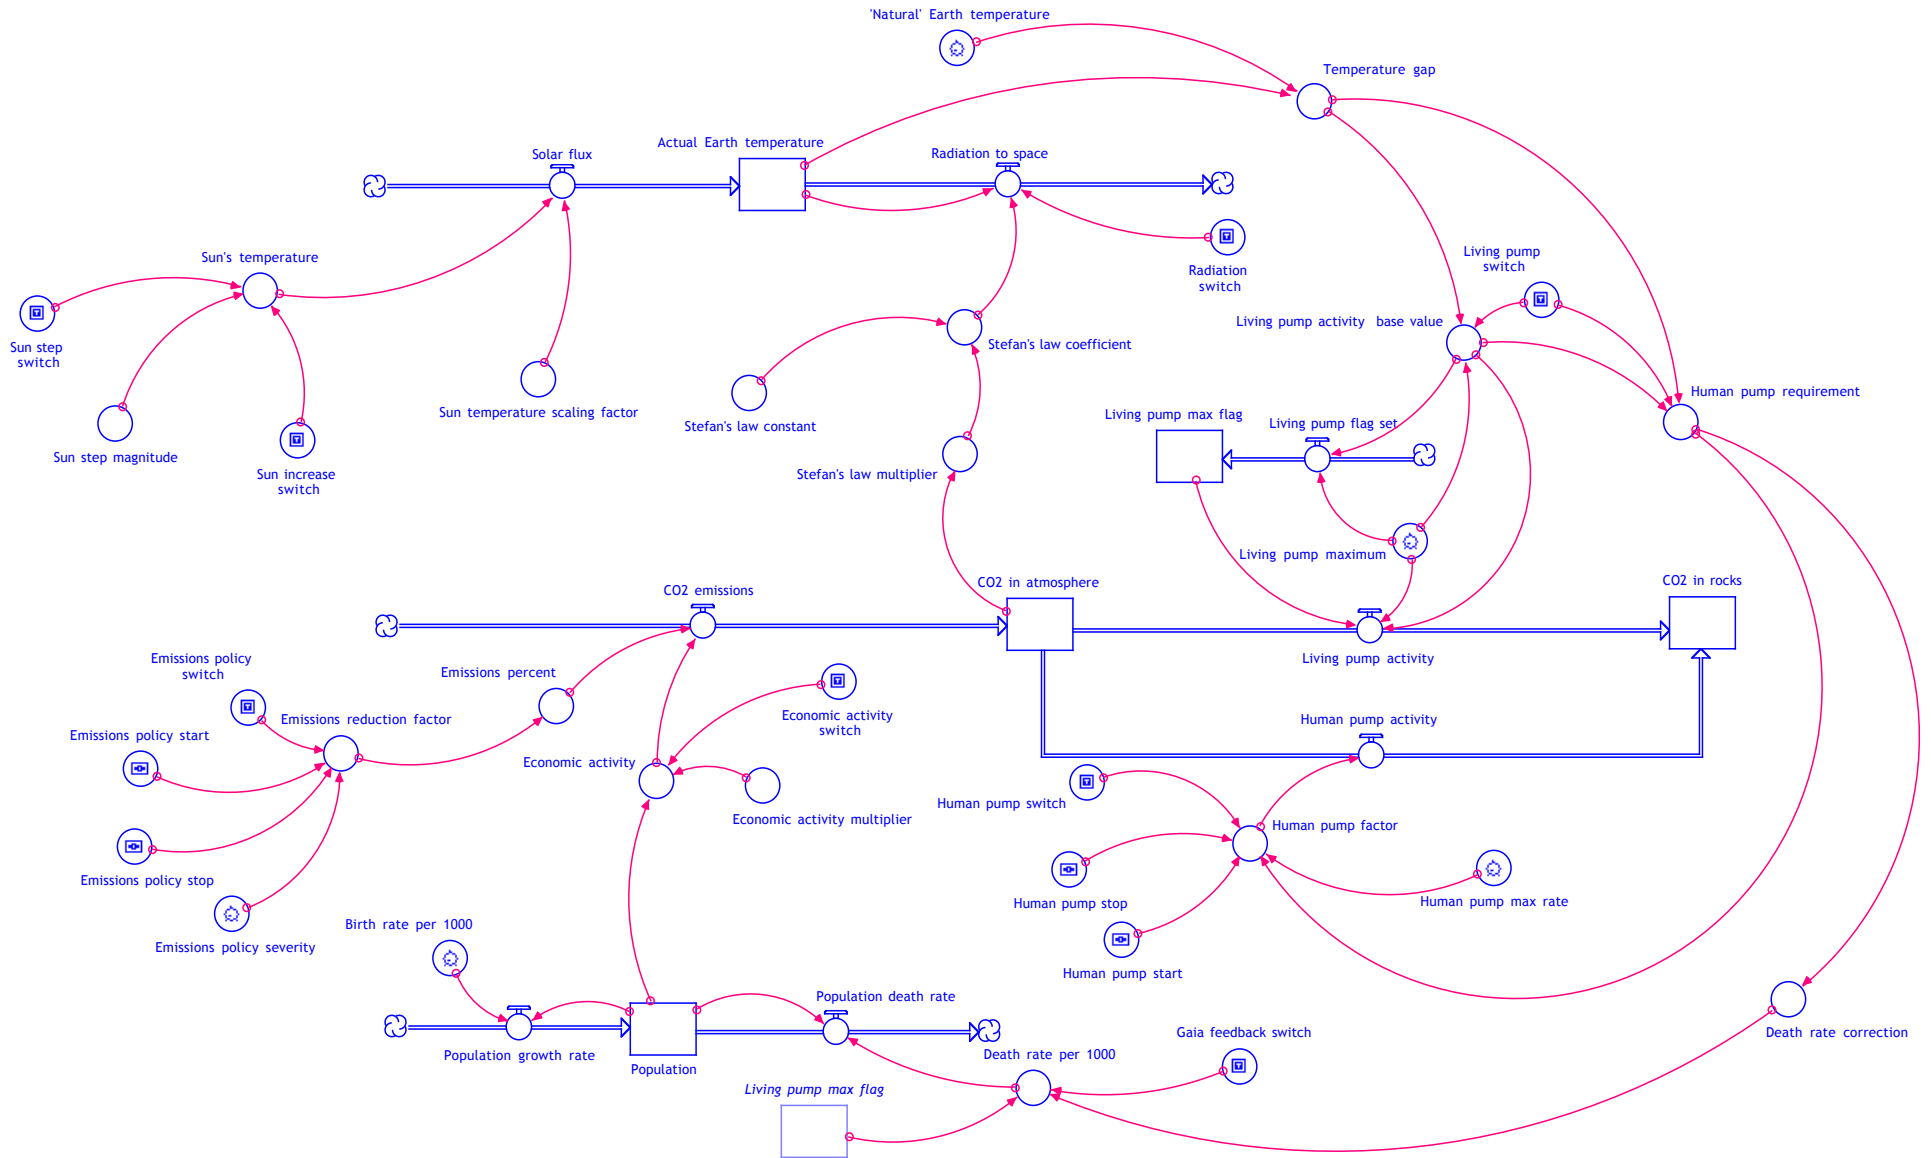 'Natural' Earth temperature
Temperature gap
Actual Earth temperature
Solar flux
Radiation to space
Sun's temperature
Radiation
switch
Living pump
switch
Sun step
switch
Living pump activity base value
Stefan's law coefficient
Human pump requirement
Sun temperature scaling factor
Stefan's law constant
Living pump max flag
Living pump flag set
Sun step magnitude
Sun increase
switch
Stefan's law multiplier
Living pump maximum
CO2 emissions
CO2 in atmosphere
CO2 in rocks
Living pump activity
Emissions policy
switch
Emissions percent
Economic activity
switch
Emissions reduction factor
Human pump activity
Emissions policy start
Economic activity
Human pump switch
Economic activity multiplier
Human pump factor
Emissions policy stop
Human pump stop
Human pump max rate
Birth rate per 1000
Emissions policy severity
Human pump start
Population death rate
Gaia feedback switch
Death rate correction
Population growth rate
Death rate per 1000
Population
Living pump max flag